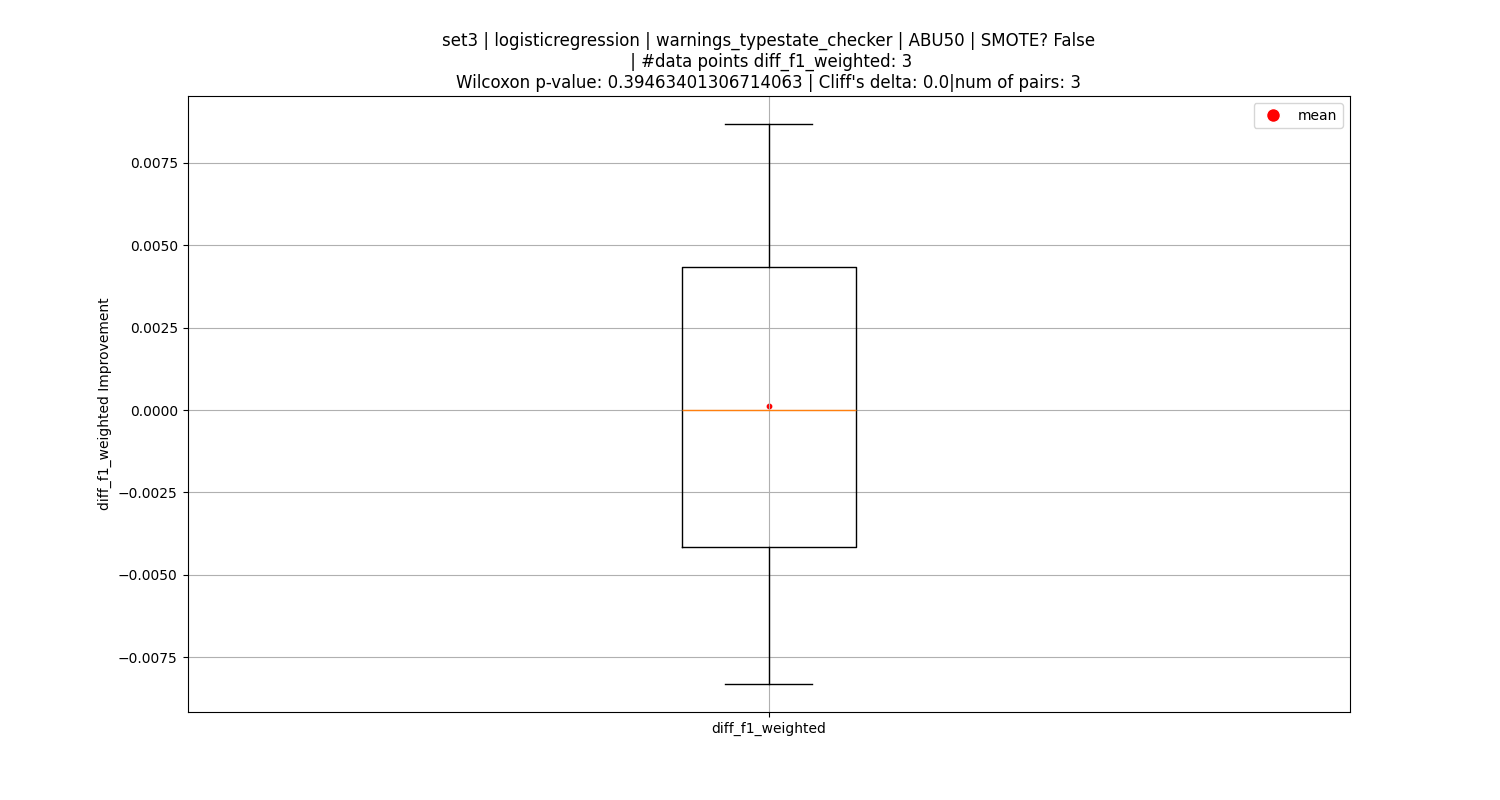 set3 | logisticregression | warnings_typestate_checker | ABU50 | SMOTE? False
| #data points diff_f1_weighted: 3
Wilcoxon p-value: 0.39463401306714063 | Cliff's delta: 0.0|num of pairs: 3
mean
0.0075
0.0050
0.0025
0.0000
−0.0025
−0.0050
−0.0075
diff_f1_weighted Improvement
diff_f1_weighted